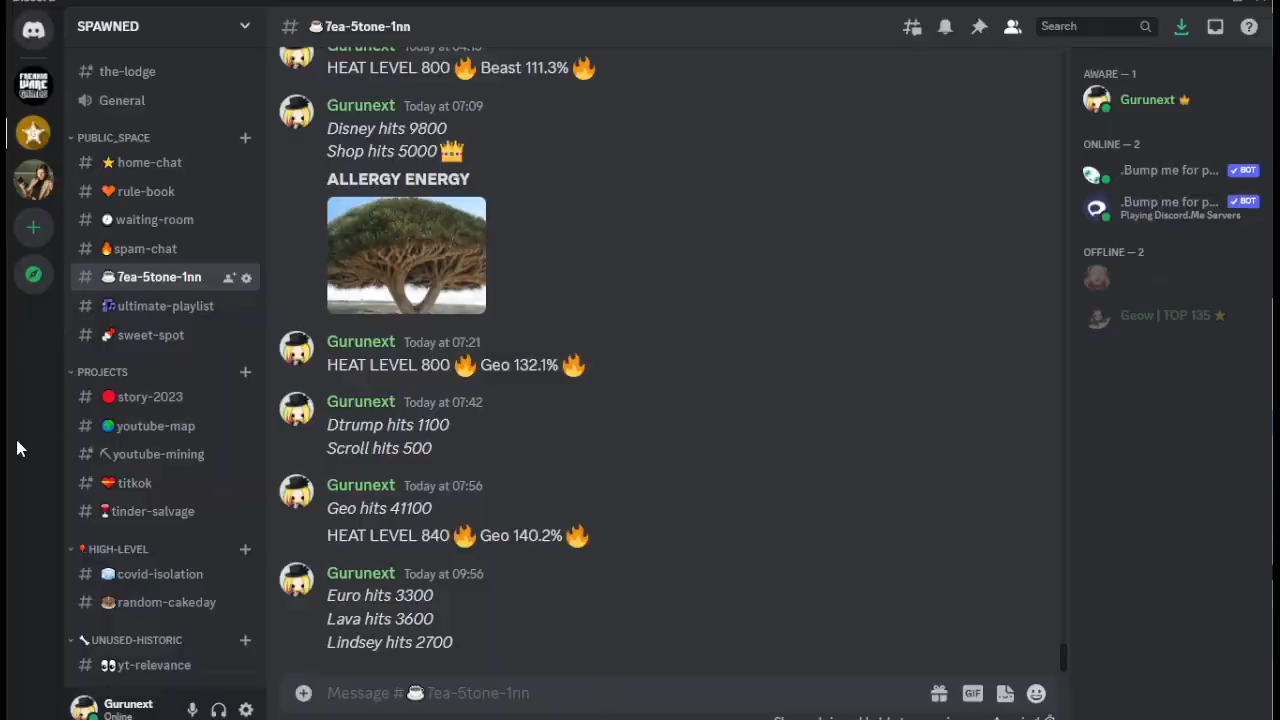 SPAWNED
the-lodge
General
PUBLIC_SPACE
home-chat
rule-book
waiting-room
spam-chat
7ea-5tone-1nn
ultimate-playlist
sweet-spot
PROJECTS
story-2023
youtube-map
youtube-mining
titkok
tinder-salvage
HIGH-LEVEL
covid-isolation
random-cakeday
UNUSED-HISTORIC
yt-relevance
Gurunext
Online
7ea-5tone-1nn
Search
HEAT LEVEL 800 🔥 Beast 111.3% 🔥
Gurunext Today at 07:09
Disney hits 9800
Shop hits 5000 👑
ALLERGY ENERGY
Gurunext Today at 07:21
HEAT LEVEL 800 🔥 Geo 132.1% 🔥
Gurunext Today at 07:42
Dtrump hits 1100
Scroll hits 500
Gurunext Today at 07:56
Geo hits 41100
HEAT LEVEL 840 🔥 Geo 140.2% 🔥
Gurunext Today at 09:56
Euro hits 3300
Lava hits 3600
Lindsey hits 2700
Message # ☕ 7ea-5tone-1nn
GIF
AWARE — 1
Gurunext
ONLINE — 2
.Bump me for p... ✓ BOT
.Bump me for p... ✓ BOT
Playing Discord.Me Servers
OFFLINE — 2
Geow | TOP 135 ★